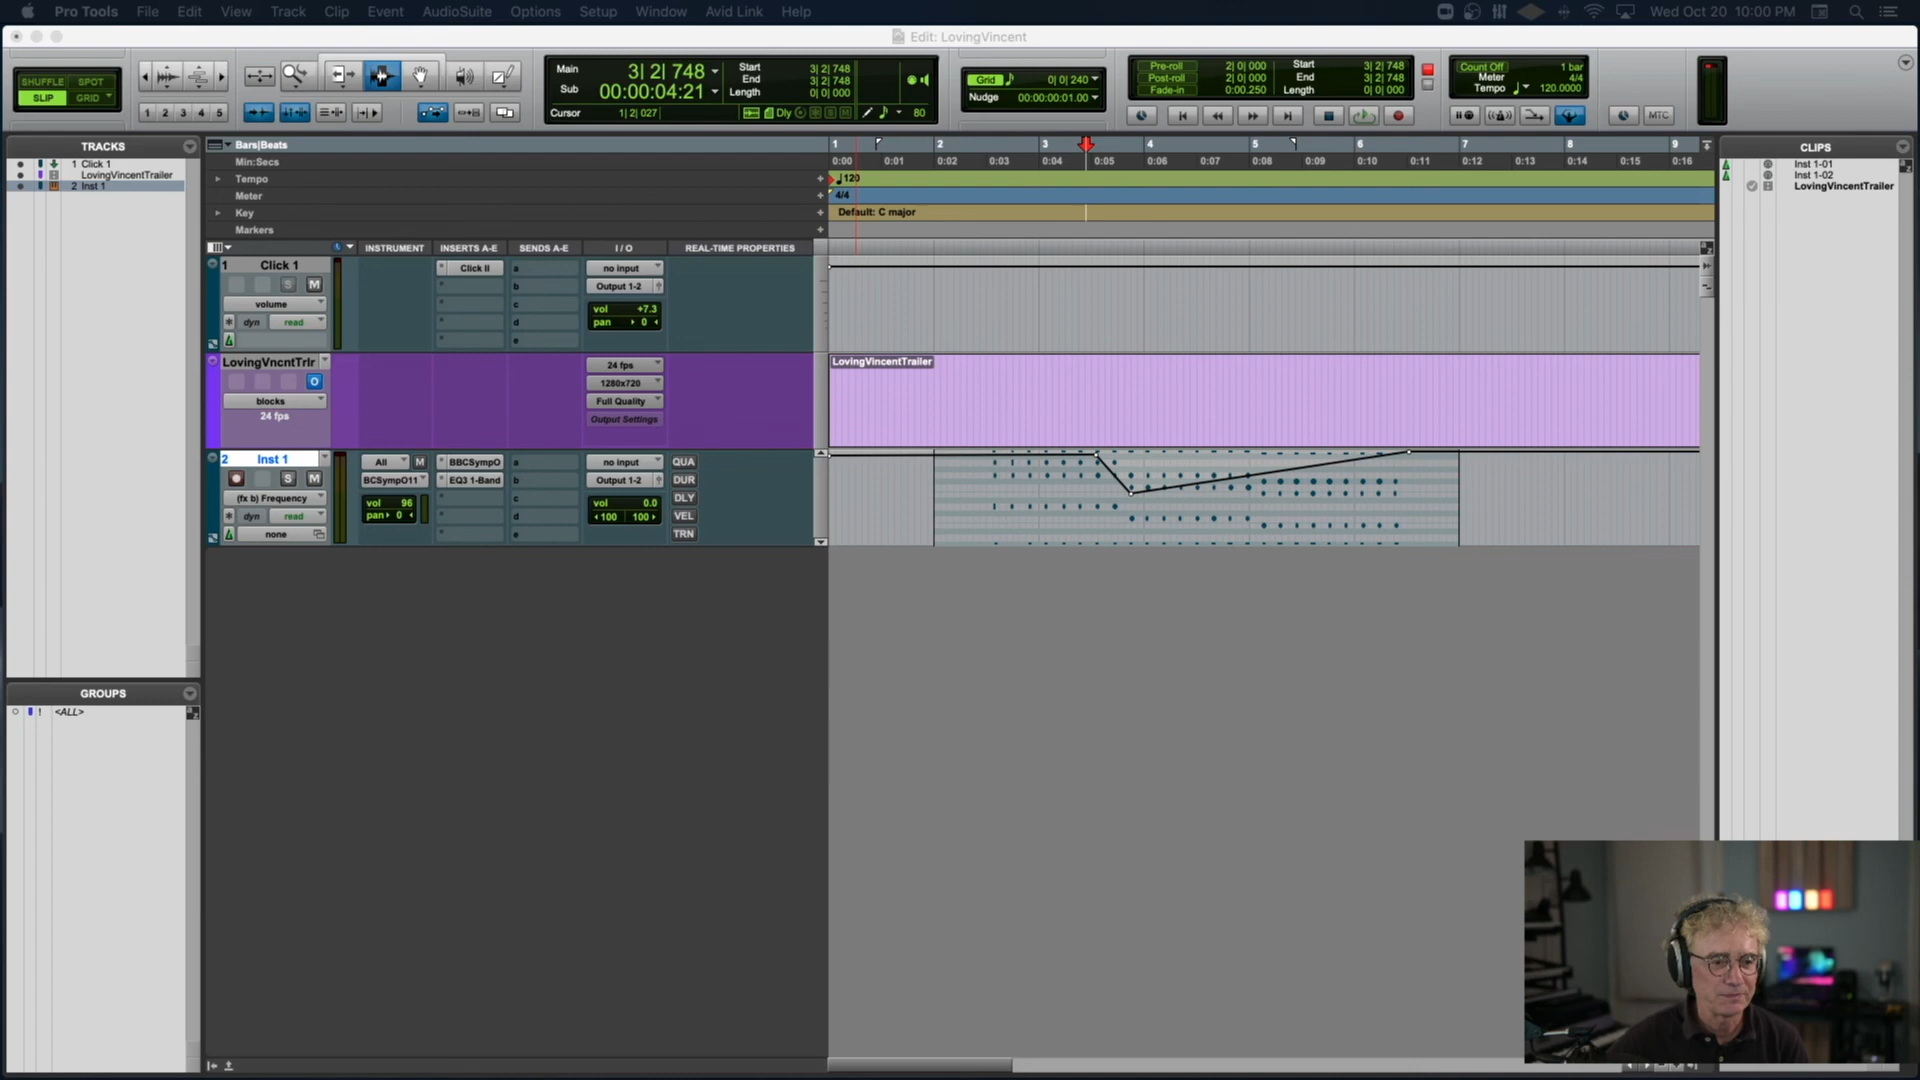 Pro Tools File Edit View Track Clip Event AudioSuite Options Setup Window Avid Link Help
Wed Oct 20 10:00 PM
Edit: LovingVincent
SHUFFLE SPOT
SLIP GRID
1 2 3 4 5
Main 3| 2| 748
Sub 00:00:04:21
Cursor 1| 2| 027
Start 3| 2| 748
End 3| 2| 748
Length 0| 0| 000
Dly
S M
80
Grid 0| 0| 240
Nudge 00:00:00:01.00
Pre-roll 2| 0| 000
Post-roll 2| 0| 000
Fade-in 0:00.250
Start 3| 2| 748
End 3| 2| 748
Length 0| 0| 000
Count Off 1 bar
Meter 4/4
Tempo 120.0000
MTC
TRACKS
1 Click 1
LovingVincentTrailer
2 Inst 1
GROUPS
! <ALL>
Bars|Beats 1 2 3 4 5 6 7 8 9
Min:Secs 0:00 0:01 0:02 0:03 0:04 0:05 0:06 0:07 0:08 0:09 0:10 0:11 0:12 0:13 0:14 0:15 0:16
Tempo + 120
Meter + 4/4
Key + Default: C major
Markers +
INSTRUMENT INSERTS A-E SENDS A-E I / O REAL-TIME PROPERTIES
1 Click 1
S M
volume
dyn read
Click II
a
b
c
d
e
no input
Output 1-2
vol +7.3
pan 0
LovingVncntTrlr
O
blocks
24 fps
24 fps
1280x720
Full Quality
Output Settings
LovingVincentTrailer
2 Inst 1
S M
(fx b) Frequency
dyn read
none
All M
BCSympO11
vol 96
pan 0
BBCSympO
EQ3 1-Band
a
b
c
d
e
no input
Output 1-2
vol 0.0
100 100
QUA
DUR
DLY
VEL
TRN
CLIPS
Inst 1-01
Inst 1-02
LovingVincentTrailer